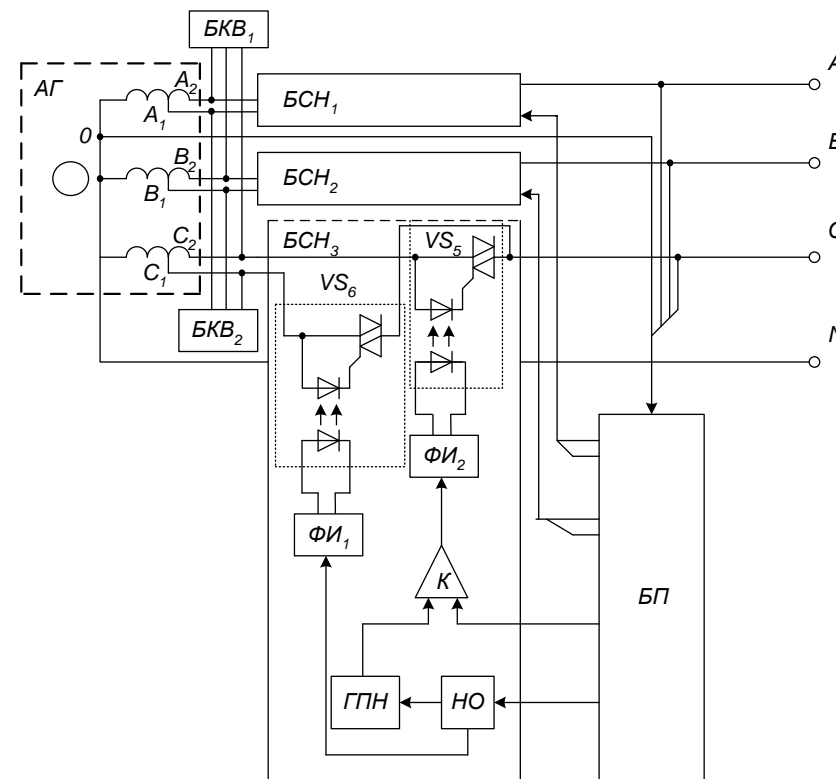 БКВ₁
A
АГ
A₂
A₁
БСН₁
0
B₂
B₁
БСН₂
C₂
C₁
БСН₃
VS₅
VS₆
БКВ₂
ФИ₂
ФИ₁
К
БП
ГПН
НО